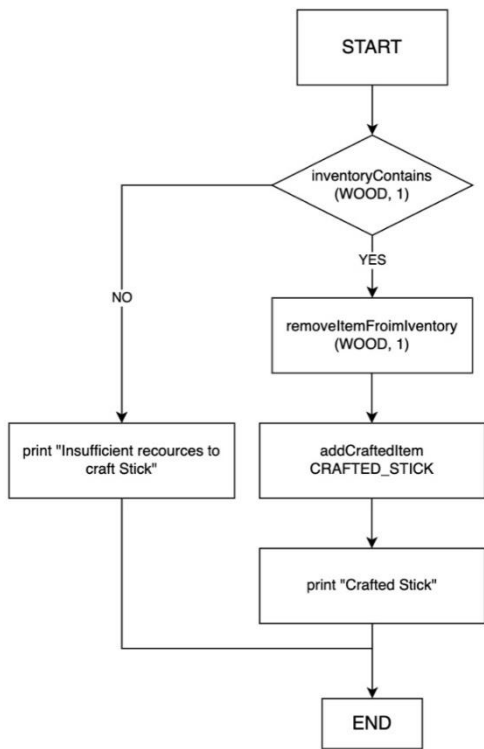 START
inventoryContains
(WOOD, 1)
YES
NO
removeItemFroimIventory
(WOOD, 1)
print "Insufficient recources to
craft Stick"
addCraftedItem
CRAFTED_STICK
print "Crafted Stick"
END